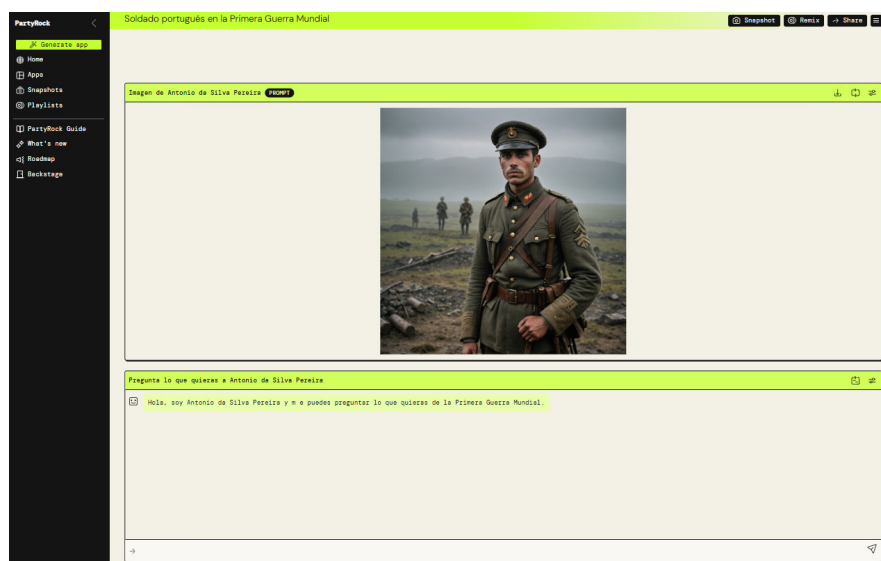 PartyRock
Generate app
Home
Apps
Snapshots
Playlists
PartyRock Guide
What's new
Roadmap
Backstage
Soldado portugués en la Primera Guerra Mundial
Snapshot
Remix
Share
Imagen de Antonio da Silva Pereira PROMPT
Pregunta lo que quieras a Antonio da Silva Pereira
Hola, soy Antonio da Silva Pereira y m e puedes preguntar lo que quieras de la Primera Guerra Mundial.